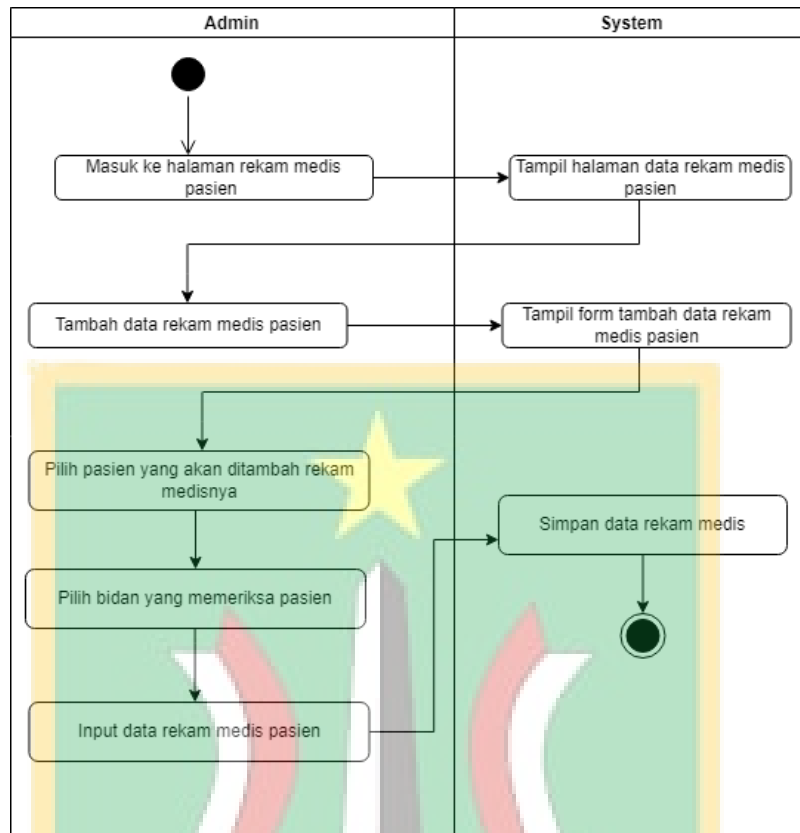 Admin
System
Masuk ke halaman rekam medis
pasien
Tampil halaman data rekam medis
pasien
Tambah data rekam medis pasien
Tampil form tambah data rekam
medis pasien
Pilih pasien yang akan ditambah rekam
medisnya
Simpan data rekam medis
Pilih bidan yang memeriksa pasien
Input data rekam medis pasien